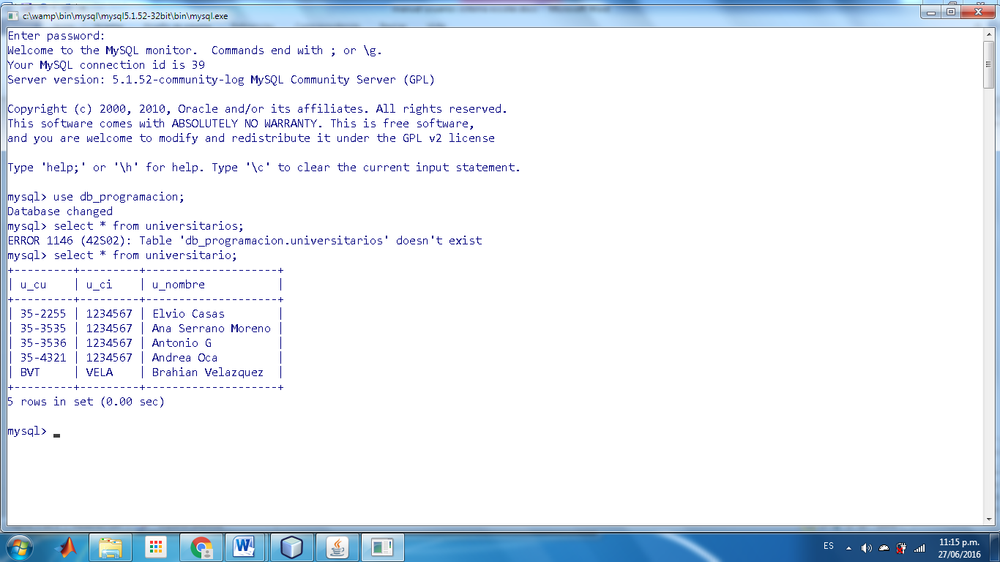 c:\wamp\bin\mysql\mysql5.1.52-32bit\bin\mysql.exe
Enter password:
Welcome to the MySQL monitor.  Commands end with ; or \g.
Your MySQL connection id is 39
Server version: 5.1.52-community-log MySQL Community Server (GPL)
Copyright (c) 2000, 2010, Oracle and/or its affiliates. All rights reserved.
This software comes with ABSOLUTELY NO WARRANTY. This is free software,
and you are welcome to modify and redistribute it under the GPL v2 license
Type 'help;' or '\h' for help. Type '\c' to clear the current input statement.
mysql> use db_programacion;
Database changed
mysql> select * from universitarios;
ERROR 1146 (42S02): Table 'db_programacion.universitarios' doesn't exist
mysql> select * from universitario;
+---------+---------+--------------------+
| u_cu    | u_ci    | u_nombre           |
+---------+---------+--------------------+
| 35-2255 | 1234567 | Elvio Casas        |
| 35-3535 | 1234567 | Ana Serrano Moreno |
| 35-3536 | 1234567 | Antonio G          |
| 35-4321 | 1234567 | Andrea Oca         |
| BVT     | VELA    | Brahian Velazquez  |
+---------+---------+--------------------+
5 rows in set (0.00 sec)
mysql>
ES
11:15 p.m.
27/06/2016